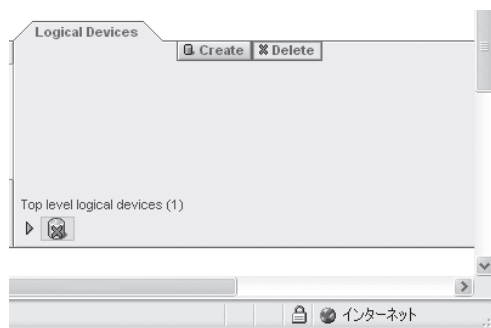 Logical Devices
Create Delete
Top level logical devices (1)
インターネット